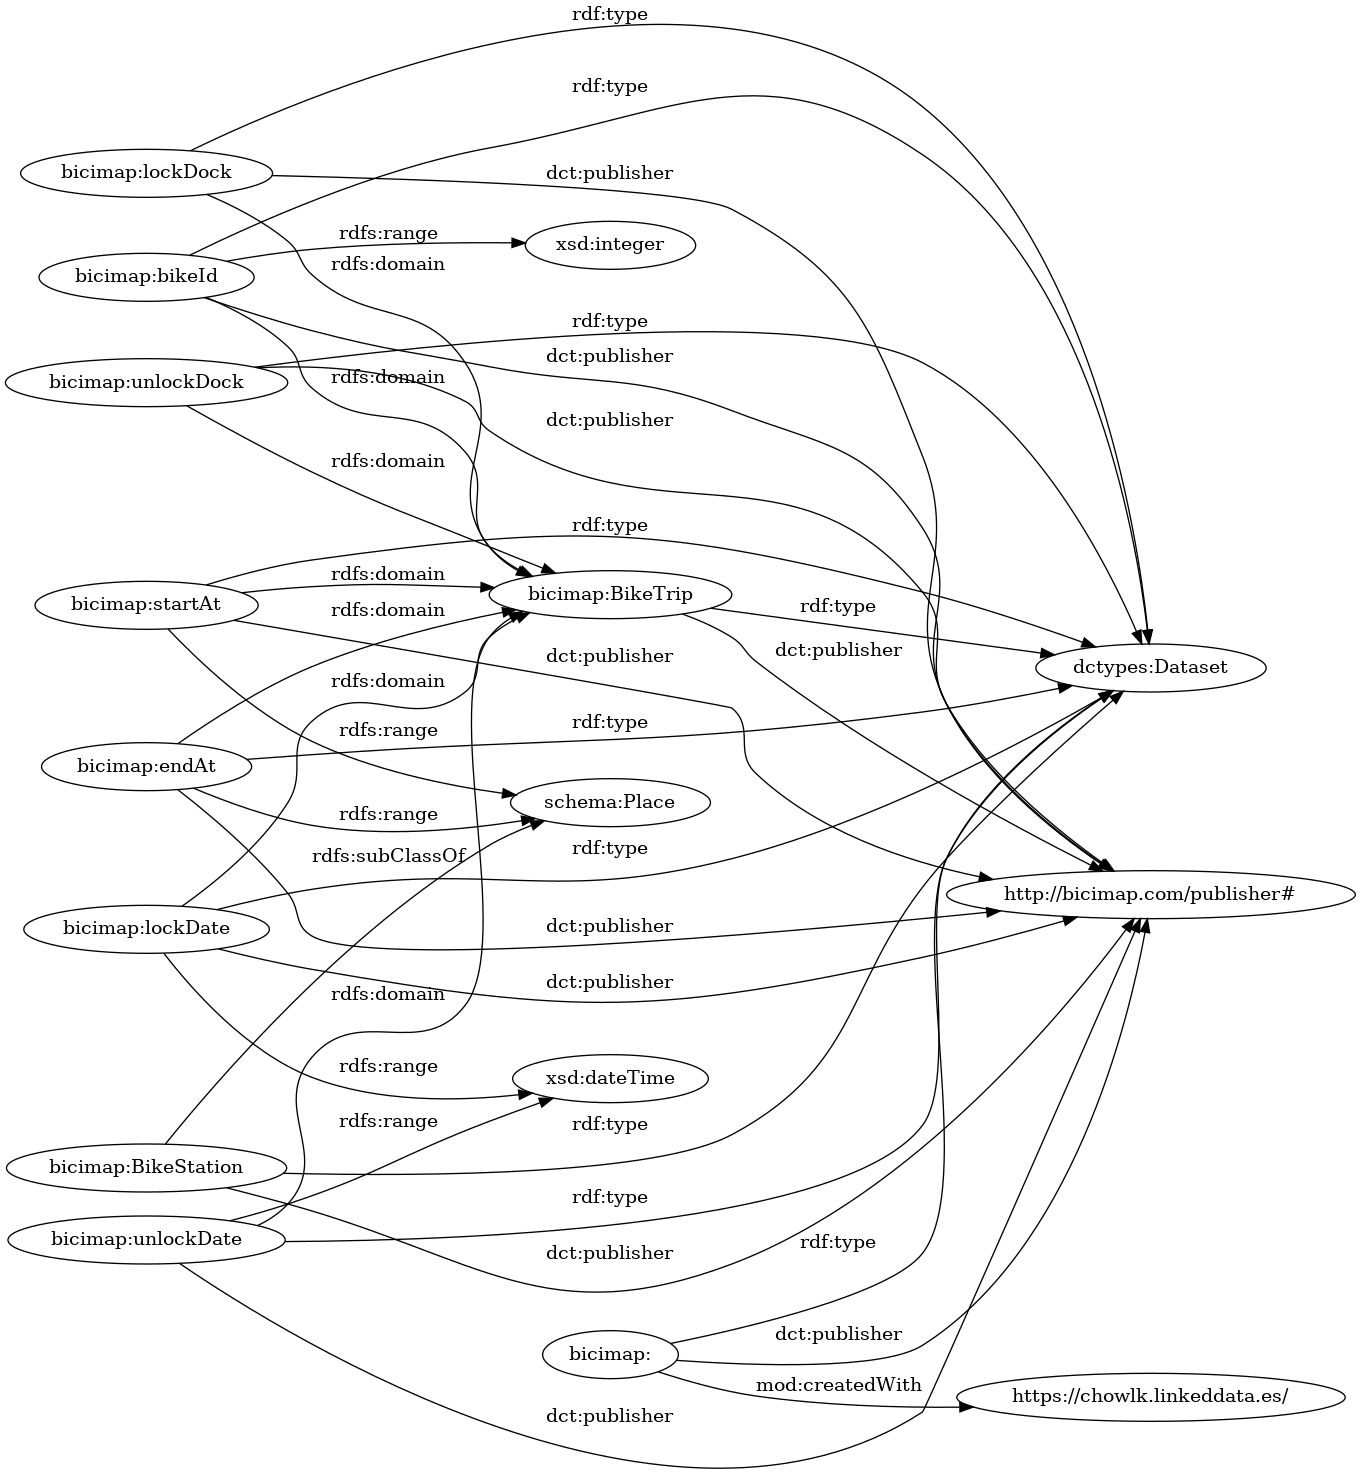 rdf:type
rdf:type
bicimap:lockDock
dct:publisher
rdfs:range
xsd:integer
rdfs:domain
bicimap:bikeId
rdf:type
dct:publisher
rdfs:domain
bicimap:unlockDock
dct:publisher
rdfs:domain
rdf:type
rdfs:domain
bicimap:BikeTrip
bicimap:startAt
rdfs:domain
rdf:type
dct:publisher
dct:publisher
dctypes:Dataset
rdfs:domain
rdf:type
rdfs:range
bicimap:endAt
schema:Place
rdfs:range
rdf:type
rdfs:subClassOf
http://bicimap.com/publisher#
bicimap:lockDate
dct:publisher
dct:publisher
rdfs:domain
rdfs:range
xsd:dateTime
rdfs:range
rdf:type
bicimap:BikeStation
rdf:type
bicimap:unlockDate
rdf:type
dct:publisher
dct:publisher
bicimap:
mod:createdWith
https://chowlk.linkeddata.es/
dct:publisher